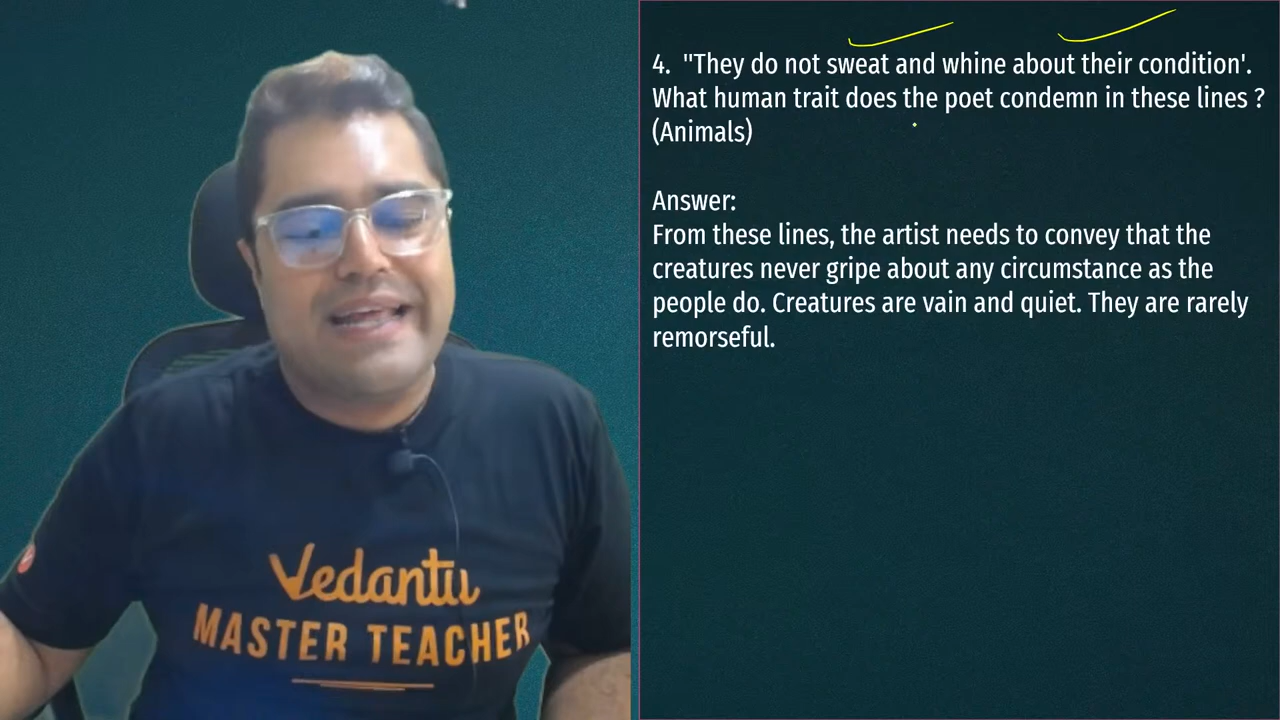 4. "They do not sweat and whine about their condition'.
What human trait does the poet condemn in these lines ?
(Animals)
Answer:
From these lines, the artist needs to convey that the
creatures never gripe about any circumstance as the
people do. Creatures are vain and quiet. They are rarely
remorseful.
Vedantu
MASTER TEACHER